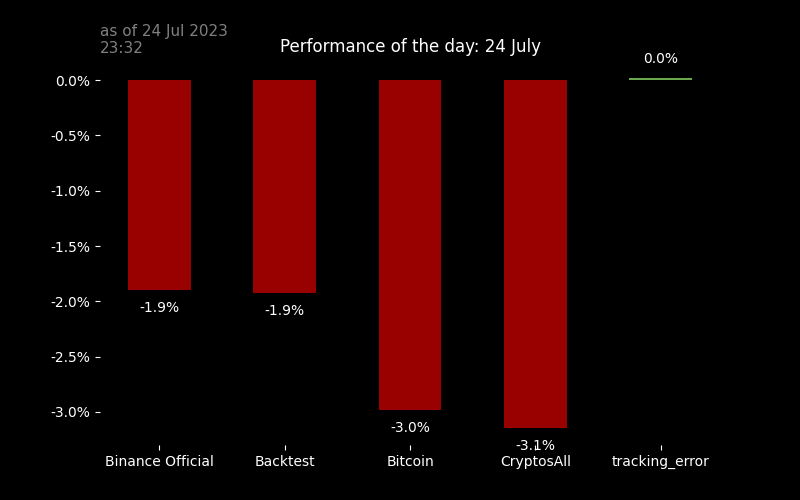 as of 24 Jul 2023
23:32
Performance of the day: 24 July
0.0%
0.0%
-0.5%
-1.0%
-1.5%
-2.0%
-2.5%
-3.0%
-1.9%
-1.9%
-3.0%
-3.1%
Binance Official
Backtest
Bitcoin
CryptosAll
tracking_error